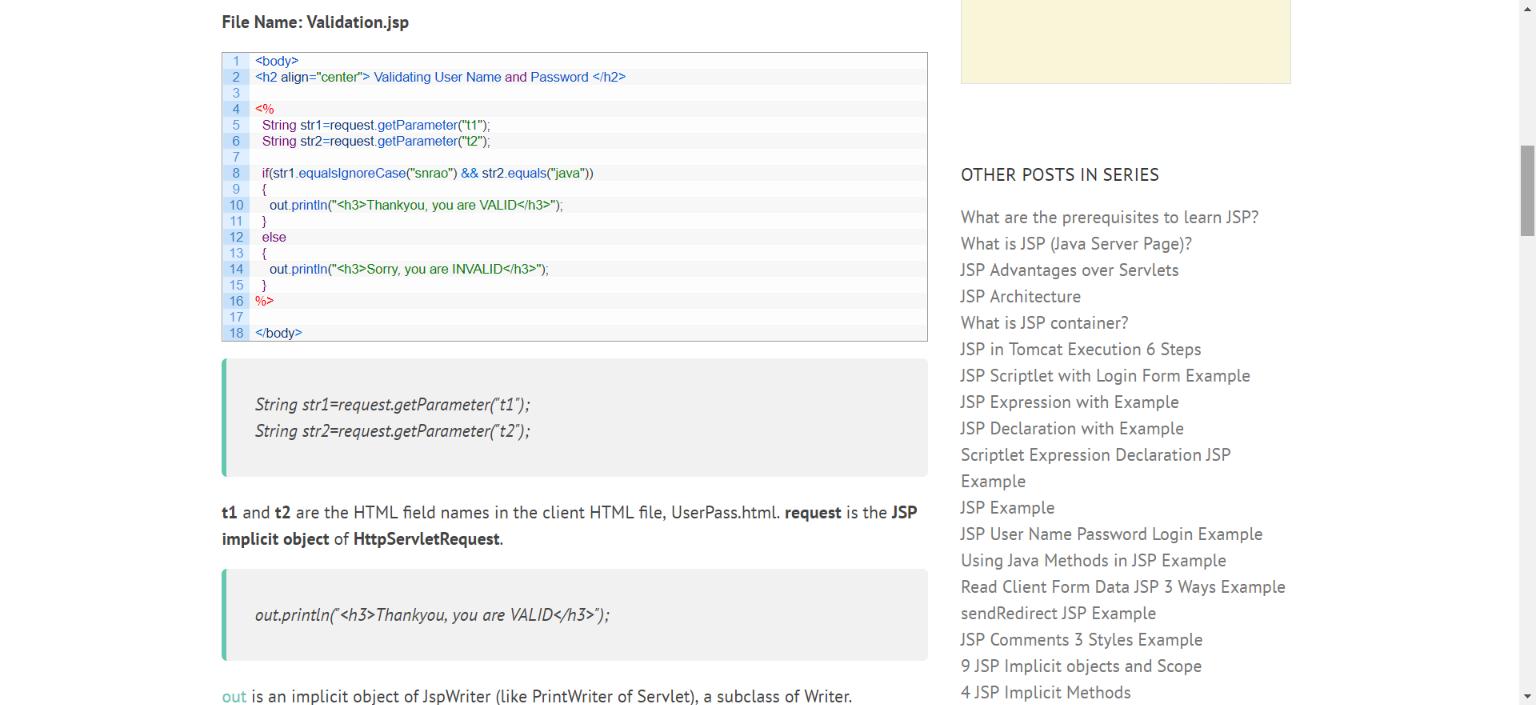 File Name: Validation.jsp
1 <body>
2 <h2 align="center"> Validating User Name and Password </h2>
3
4 <%
5 String str1=request.getParameter("t1");
6 String str2=request.getParameter("t2");
7
8 if(str1.equalsIgnoreCase("snrao") && str2.equals("java"))
9 {
10 out.println("<h3>Thankyou, you are VALID</h3>");
11 }
12 else
13 {
14 out.println("<h3>Sorry, you are INVALID</h3>");
15 }
16 %>
17
18 </body>
String str1=request.getParameter("t1");
String str2=request.getParameter("t2");
t1 and t2 are the HTML field names in the client HTML file, UserPass.html. request is the JSP
implicit object of HttpServletRequest.
out.println("<h3>Thankyou, you are VALID</h3>");
out is an implicit object of JspWriter (like PrintWriter of Servlet), a subclass of Writer.
OTHER POSTS IN SERIES
What are the prerequisites to learn JSP?
What is JSP (Java Server Page)?
JSP Advantages over Servlets
JSP Architecture
What is JSP container?
JSP in Tomcat Execution 6 Steps
JSP Scriptlet with Login Form Example
JSP Expression with Example
JSP Declaration with Example
Scriptlet Expression Declaration JSP
Example
JSP Example
JSP User Name Password Login Example
Using Java Methods in JSP Example
Read Client Form Data JSP 3 Ways Example
sendRedirect JSP Example
JSP Comments 3 Styles Example
9 JSP Implicit objects and Scope
4 JSP Implicit Methods